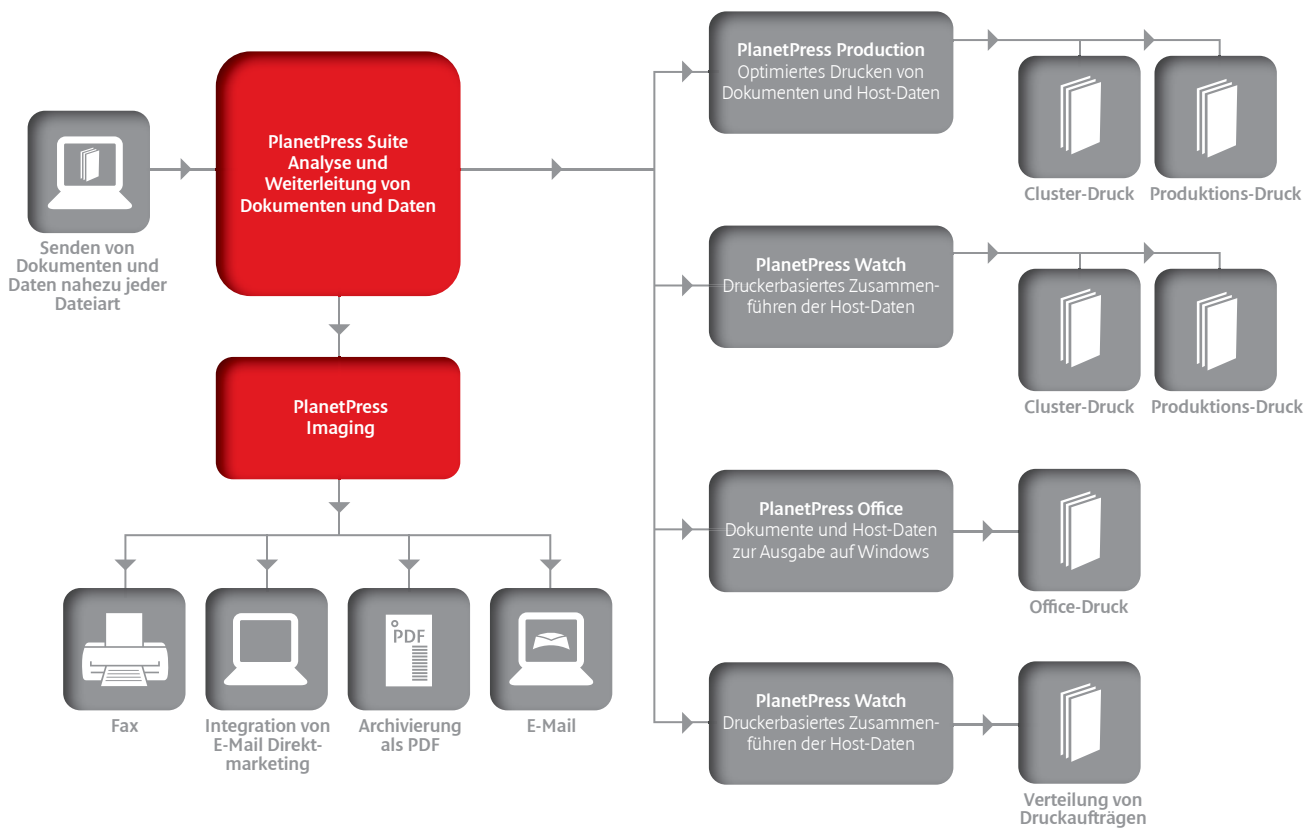 Senden von
Dokumenten und
Daten nahezu jeder
Dateiart
PlanetPress Suite
Analyse und
Weiterleitung von
Dokumenten und Daten
PlanetPress
Imaging
Fax
Integration von
E-Mail Direkt-
marketing
PDF
Archivierung
als PDF
E-Mail
PlanetPress Production
Optimiertes Drucken von
Dokumenten und Host-Daten
Cluster-Druck
Produktions-Druck
PlanetPress Watch
Druckerbasiertes Zusammen-
führen der Host-Daten
Cluster-Druck
Produktions-Druck
PlanetPress Office
Dokumente und Host-Daten
zur Ausgabe auf Windows
Office-Druck
PlanetPress Watch
Druckerbasiertes Zusammen-
führen der Host-Daten
Verteilung von
Druckaufträgen